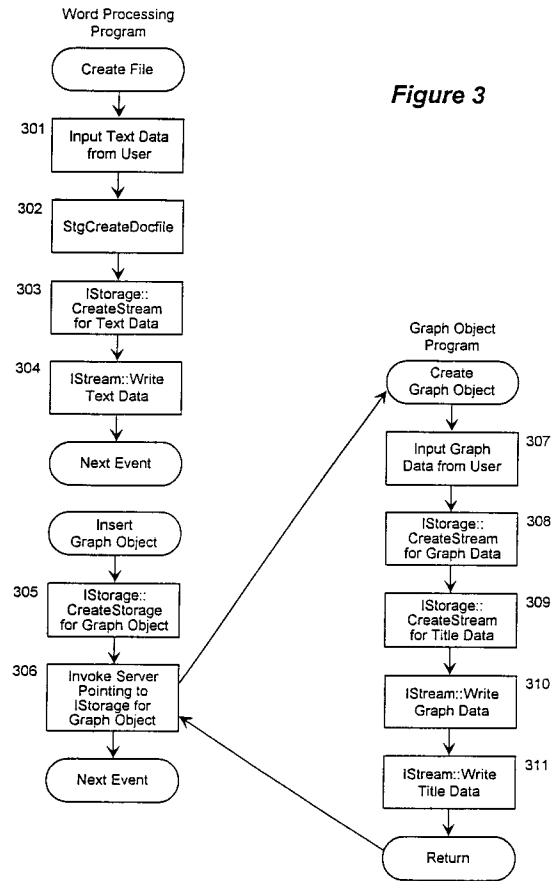 Word Processing
Program
Create File
Figure 3
301
Input Text Data
from User
302
StgCreateDocfile
303
IStorage::
CreateStream
for Text Data
304
IStream::Write
Text Data
Next Event
Insert
Graph Object
305
IStorage::
CreateStorage
for Graph Object
306
Invoke Server
Pointing to
IStorage for
Graph Object
Next Event
Graph Object
Program
Create
Graph Object
307
Input Graph
Data from User
308
IStorage::
CreateStream
for Graph Data
309
IStorage::
CreateStream
for Title Data
310
IStream::Write
Graph Data
311
IStream::Write
Title Data
Return